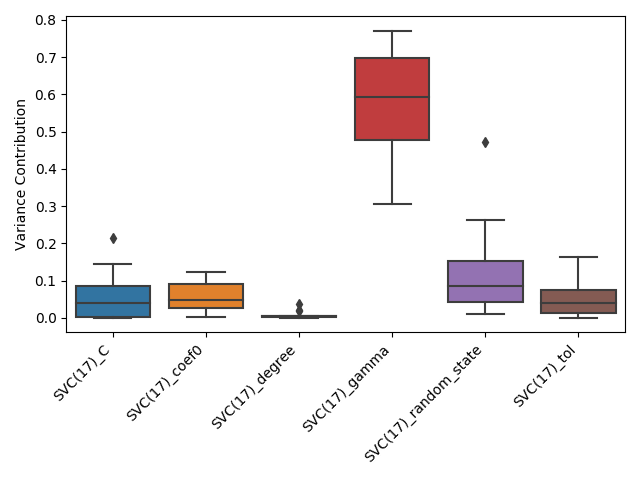 0.8
0.7
0.6
0.5
0.4
0.3
0.2
0.1
0.0
Variance Contribution
SVC(17)_C
SVC(17)_coef0
SVC(17)_degree
SVC(17)_gamma
SVC(17)_random_state
SVC(17)_tol